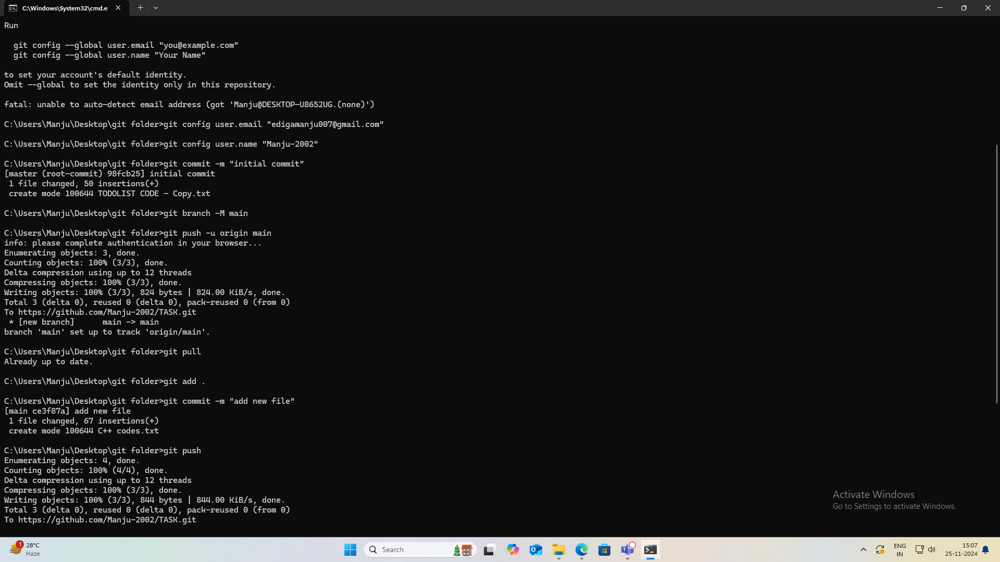 C:\Windows\System32\cmd.e
Run
git config --global user.email "you@example.com"
git config --global user.name "Your Name"
to set your account's default identity.
Omit --global to set the identity only in this repository.
fatal: unable to auto-detect email address (got 'Manju@DESKTOP-U8652UG.(none)')
C:\Users\Manju\Desktop\git folder>git config user.email "edigamanju007@gmail.com"
C:\Users\Manju\Desktop\git folder>git config user.name "Manju-2002"
C:\Users\Manju\Desktop\git folder>git commit -m "initial commit"
[master (root-commit) 98fcb25] initial commit
1 file changed, 50 insertions(+)
create mode 100644 TODOLIST CODE - Copy.txt
C:\Users\Manju\Desktop\git folder>git branch -M main
C:\Users\Manju\Desktop\git folder>git push -u origin main
info: please complete authentication in your browser...
Enumerating objects: 3, done.
Counting objects: 100% (3/3), done.
Delta compression using up to 12 threads
Compressing objects: 100% (3/3), done.
Writing objects: 100% (3/3), 824 bytes | 824.00 KiB/s, done.
Total 3 (delta 0), reused 0 (delta 0), pack-reused 0 (from 0)
To https://github.com/Manju-2002/TASK.git
* [new branch]      main -> main
branch 'main' set up to track 'origin/main'.
C:\Users\Manju\Desktop\git folder>git pull
Already up to date.
C:\Users\Manju\Desktop\git folder>git add .
C:\Users\Manju\Desktop\git folder>git commit -m "add new file"
[main ce3f87a] add new file
1 file changed, 67 insertions(+)
create mode 100644 C++ codes.txt
C:\Users\Manju\Desktop\git folder>git push
Enumerating objects: 4, done.
Counting objects: 100% (4/4), done.
Delta compression using up to 12 threads
Compressing objects: 100% (3/3), done.
Writing objects: 100% (3/3), 844 bytes | 844.00 KiB/s, done.
Total 3 (delta 0), reused 0 (delta 0), pack-reused 0 (from 0)
To https://github.com/Manju-2002/TASK.git
Activate Windows
Go to Settings to activate Windows.
1
28°C
Haze
Search
ENG
IN
15:07
25-11-2024